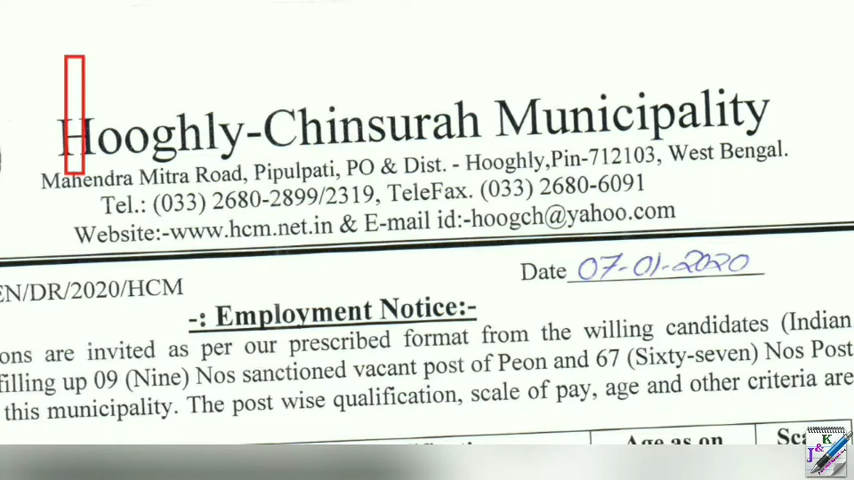 Hooghly-Chinsurah Municipality
Mahendra Mitra Road, Pipulpati, PO & Dist. - Hooghly,Pin-712103, West Bengal.
Tel.: (033) 2680-2899/2319, TeleFax. (033) 2680-6091
Website:-www.hcm.net.in & E-mail id:-hoogch@yahoo.com
EN/DR/2020/HCM
Date 07-01-2020
-: Employment Notice:-
ons are invited as per our prescribed format from the willing candidates (Indian
filling up 09 (Nine) Nos sanctioned vacant post of Peon and 67 (Sixty-seven) Nos Post
this municipality. The post wise qualification, scale of pay, age and other criteria are
Age as on
J&K